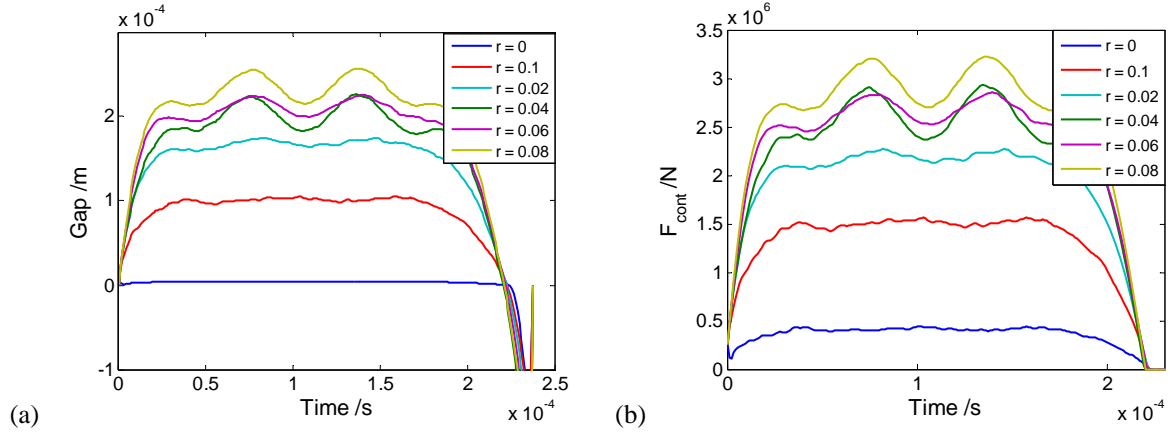 x 10⁻⁴
2
1
0
-1
Gap /m
r = 0
r = 0.1
r = 0.02
r = 0.04
r = 0.06
r = 0.08
0 0.5 1 1.5 2 2.5
Time /s
x 10⁻⁴
(a)
x 10⁶
3.5
3
2.5
2
1.5
1
0.5
0
F_cont /N
r = 0
r = 0.1
r = 0.02
r = 0.04
r = 0.06
r = 0.08
0 1 2
Time /s
x 10⁻⁴
(b)